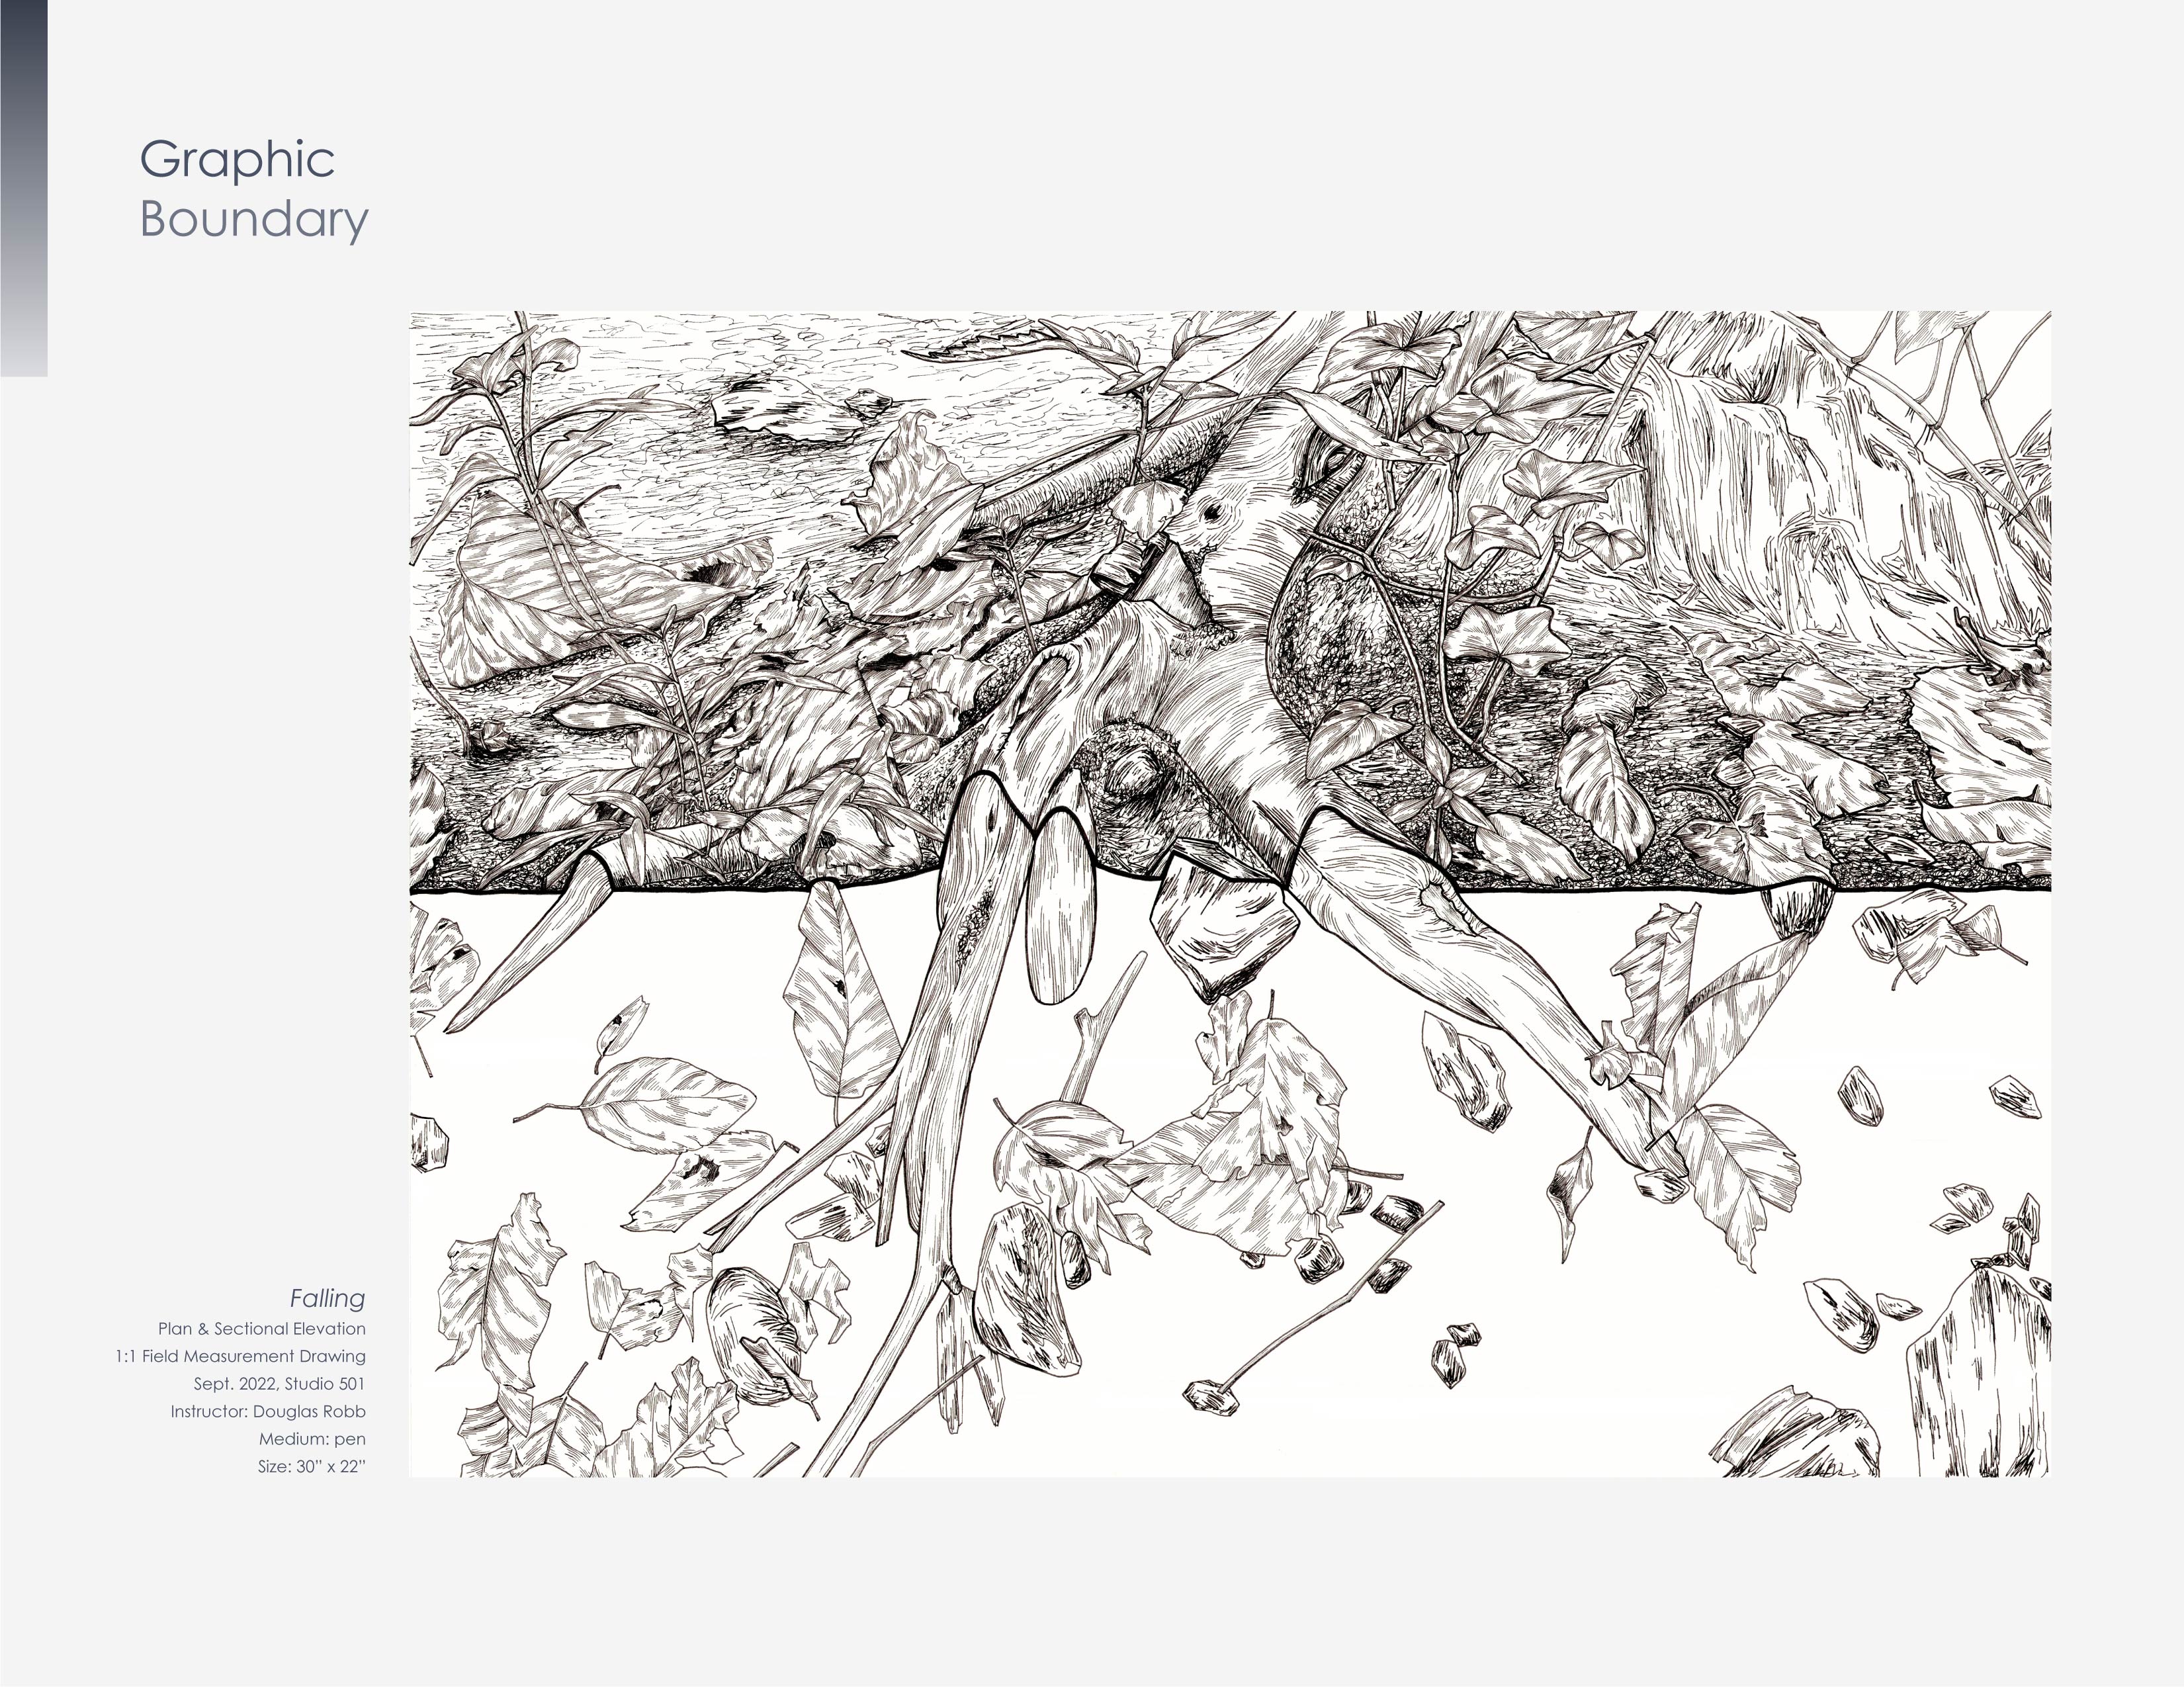 Graphic
Boundary
Falling
Plan & Sectional Elevation
1:1 Field Measurement Drawing
Sept. 2022, Studio 501
Instructor: Douglas Robb
Medium: pen
Size: 30” x 22”